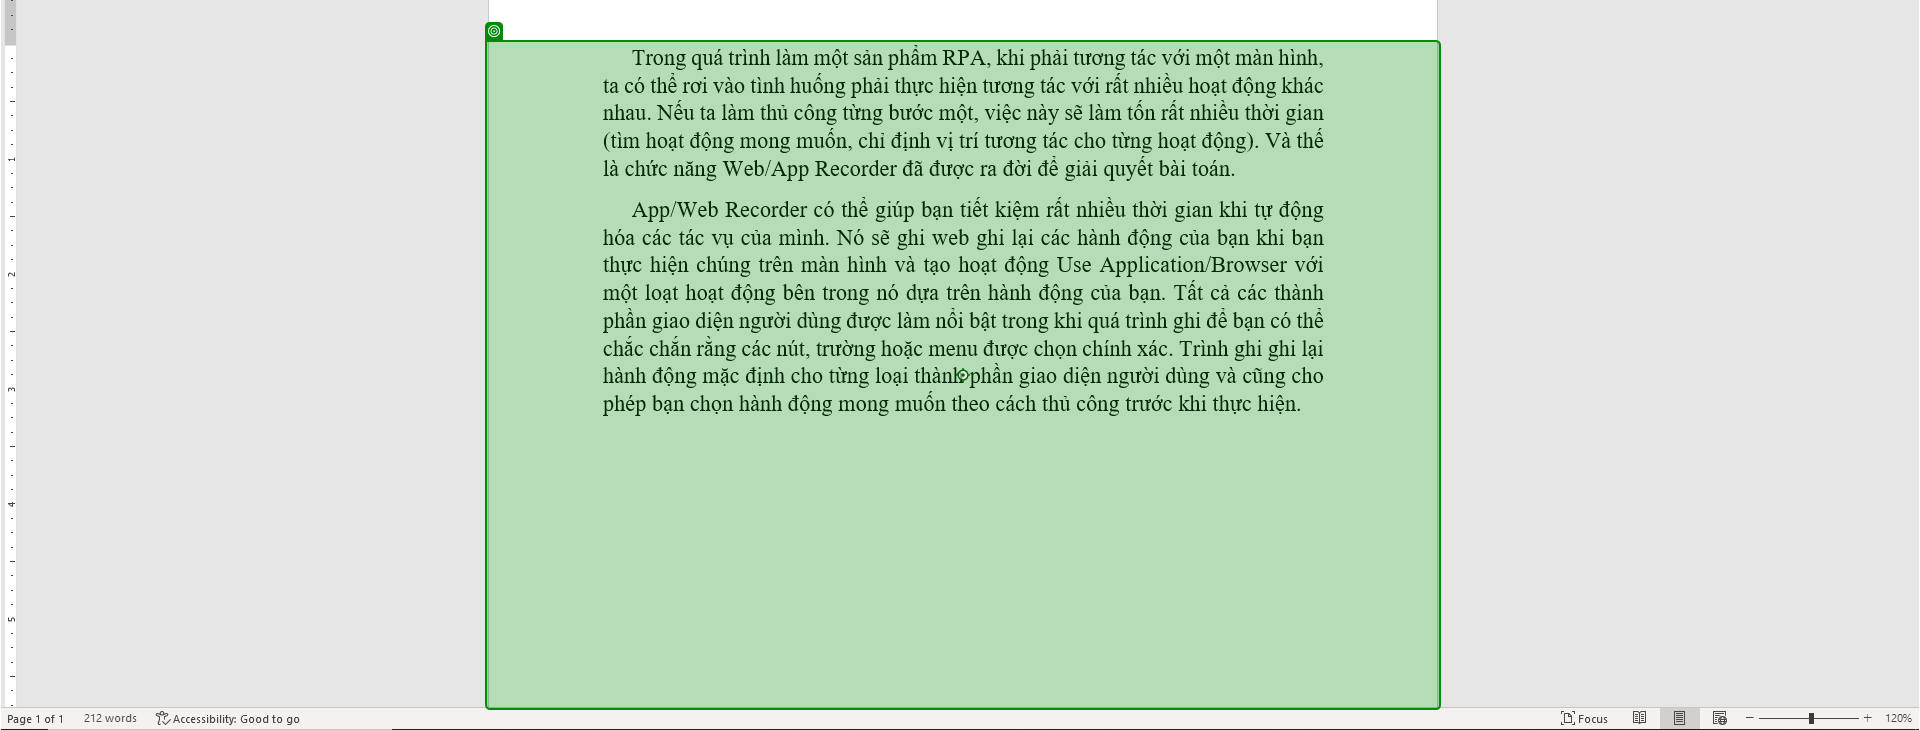 Trong quá trình làm một sản phẩm RPA, khi phải tương tác với một màn hình,
ta có thể rơi vào tình huống phải thực hiện tương tác với rất nhiều hoạt động khác
nhau. Nếu ta làm thủ công từng bước một, việc này sẽ làm tốn rất nhiều thời gian
(tìm hoạt động mong muốn, chỉ định vị trí tương tác cho từng hoạt động). Và thế
là chức năng Web/App Recorder đã được ra đời để giải quyết bài toán.
App/Web Recorder có thể giúp bạn tiết kiệm rất nhiều thời gian khi tự động
hóa các tác vụ của mình. Nó sẽ ghi web ghi lại các hành động của bạn khi bạn
thực hiện chúng trên màn hình và tạo hoạt động Use Application/Browser với
một loạt hoạt động bên trong nó dựa trên hành động của bạn. Tất cả các thành
phần giao diện người dùng được làm nổi bật trong khi quá trình ghi để bạn có thể
chắc chắn rằng các nút, trường hoặc menu được chọn chính xác. Trình ghi ghi lại
hành động mặc định cho từng loại thành phần giao diện người dùng và cũng cho
phép bạn chọn hành động mong muốn theo cách thủ công trước khi thực hiện.
1
2
3
4
5
Page 1 of 1 212 words Accessibility: Good to go Focus 120%